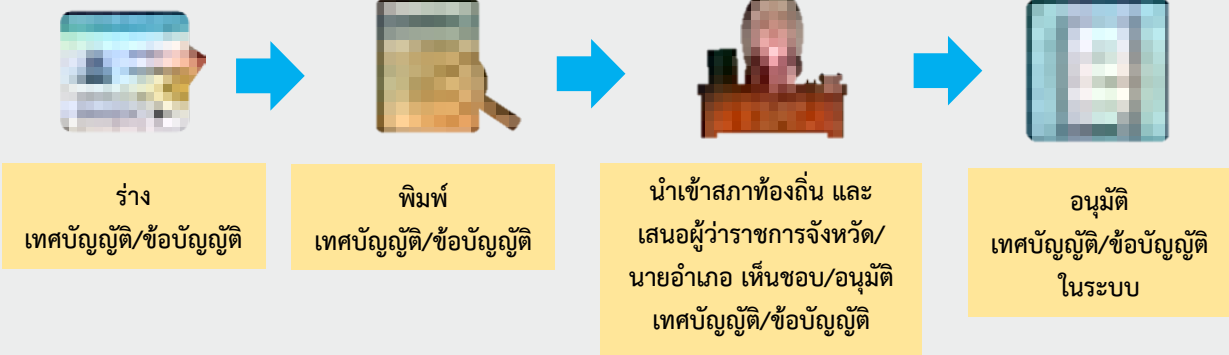 ร่าง
เทศบัญญัติ/ข้อบัญญัติ
พิมพ์
เทศบัญญัติ/ข้อบัญญัติ
นำเข้าสภาท้องถิ่น และ
เสนอผู้ว่าราชการจังหวัด/
นายอำเภอ เห็นชอบ/อนุมัติ
เทศบัญญัติ/ข้อบัญญัติ
อนุมัติ
เทศบัญญัติ/ข้อบัญญัติ
ในระบบ